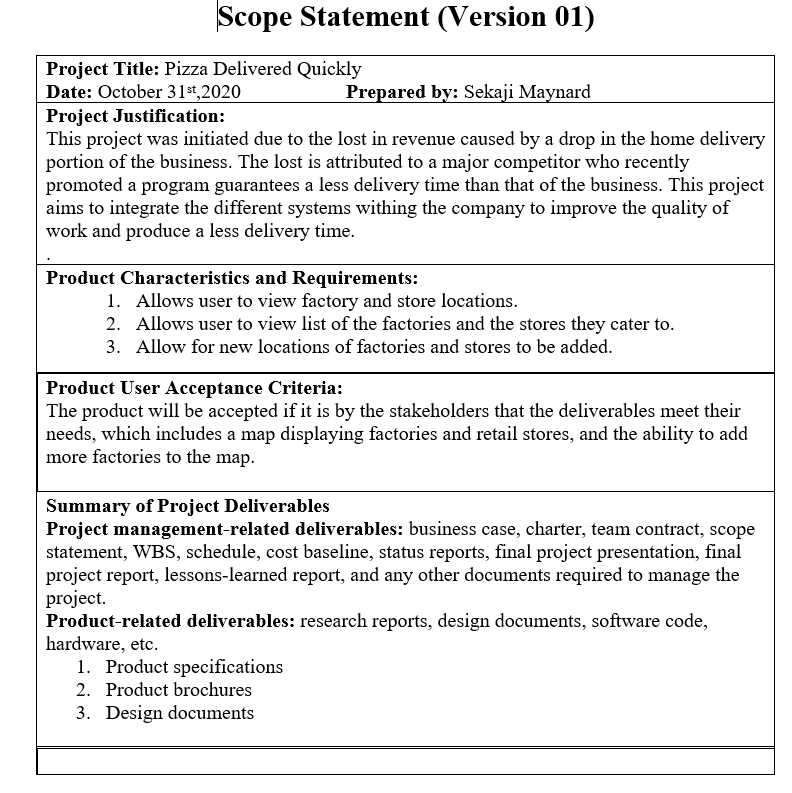 Scope Statement (Version 01)
Project Title: Pizza Delivered Quickly
Date: October 31st,2020 Prepared by: Sekaji Maynard
Project Justification:
This project was initiated due to the lost in revenue caused by a drop in the home delivery
portion of the business. The lost is attributed to a major competitor who recently
promoted a program guarantees a less delivery time than that of the business. This project
aims to integrate the different systems withing the company to improve the quality of
work and produce a less delivery time.
.
Product Characteristics and Requirements:
1. Allows user to view factory and store locations.
2. Allows user to view list of the factories and the stores they cater to.
3. Allow for new locations of factories and stores to be added.
Product User Acceptance Criteria:
The product will be accepted if it is by the stakeholders that the deliverables meet their
needs, which includes a map displaying factories and retail stores, and the ability to add
more factories to the map.
Summary of Project Deliverables
Project management-related deliverables: business case, charter, team contract, scope
statement, WBS, schedule, cost baseline, status reports, final project presentation, final
project report, lessons-learned report, and any other documents required to manage the
project.
Product-related deliverables: research reports, design documents, software code,
hardware, etc.
1. Product specifications
2. Product brochures
3. Design documents